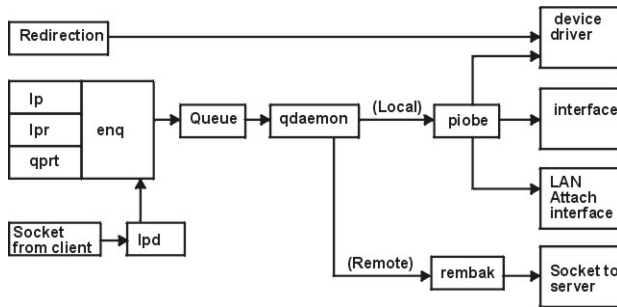 Redirection
device
driver
lp
lpr
qprt
enq
Queue
qdaemon
(Local)
piobe
interface
LAN
Attach
interface
Socket
from client
lpd
(Remote)
rembak
Socket to
server